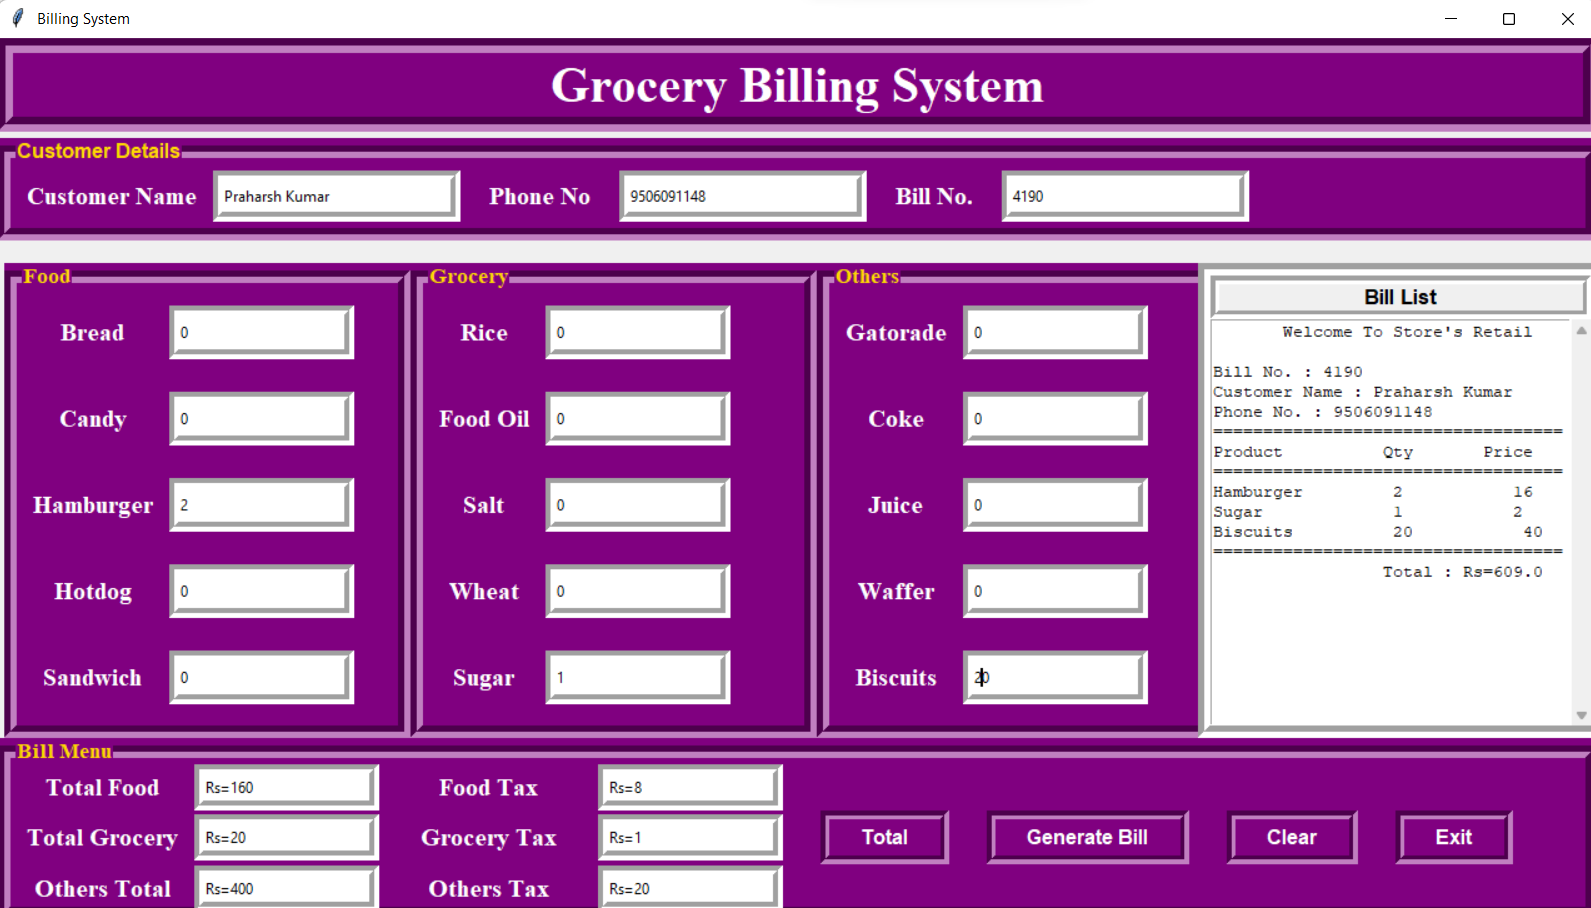 Billing System
Grocery Billing System
Customer Details
Customer Name Praharsh Kumar Phone No 9506091148 Bill No. 4190
Food
Bread 0
Candy 0
Hamburger 2
Hotdog 0
Sandwich 0
Grocery
Rice 0
Food Oil 0
Salt 0
Wheat 0
Sugar 1
Others
Gatorade 0
Coke 0
Juice 0
Waffer 0
Biscuits 20
Bill List
Welcome To Store's Retail
Bill No. : 4190
Customer Name : Praharsh Kumar
Phone No. : 9506091148
===================================
Product Qty Price
===================================
Hamburger 2 16
Sugar 1 2
Biscuits 20 40
===================================
Total : Rs=609.0
Bill Menu
Total Food Rs=160 Food Tax Rs=8
Total Grocery Rs=20 Grocery Tax Rs=1
Others Total Rs=400 Others Tax Rs=20
Total Generate Bill Clear Exit